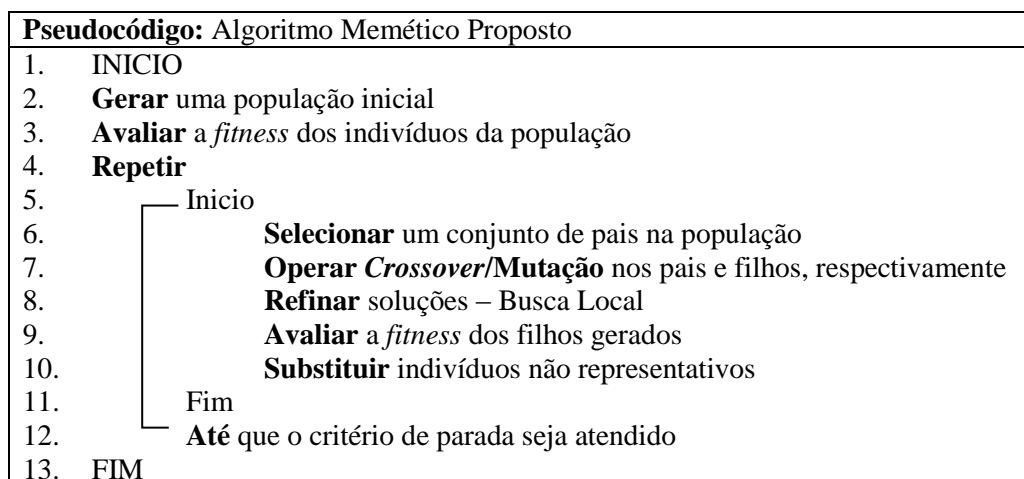 Pseudocódigo: Algoritmo Memético Proposto
1. INICIO
2. Gerar uma população inicial
3. Avaliar a fitness dos indivíduos da população
4. Repetir
5. Inicio
6. Selecionar um conjunto de pais na população
7. Operar Crossover/Mutação nos pais e filhos, respectivamente
8. Refinar soluções – Busca Local
9. Avaliar a fitness dos filhos gerados
10. Substituir indivíduos não representativos
11. Fim
12. Até que o critério de parada seja atendido
13. FIM